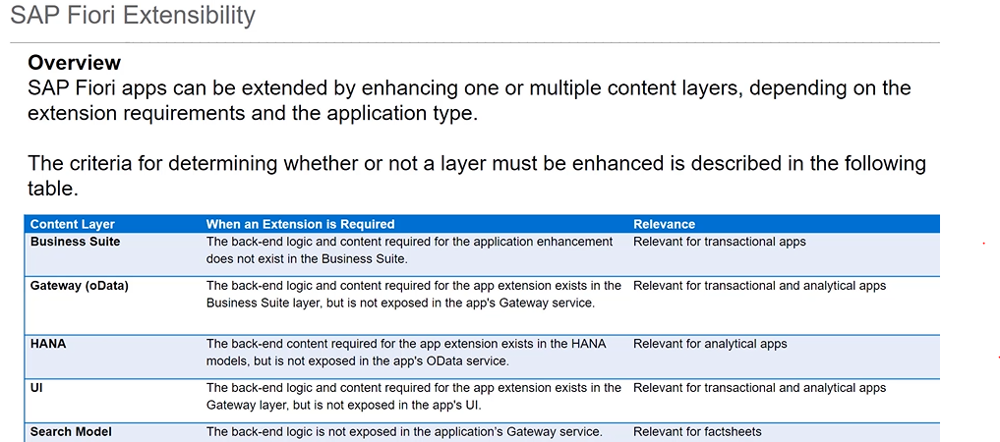 SAP Fiori Extensibility
Overview
SAP Fiori apps can be extended by enhancing one or multiple content layers, depending on the
extension requirements and the application type.
The criteria for determining whether or not a layer must be enhanced is described in the following
table.
Content Layer When an Extension is Required Relevance
Business Suite The back-end logic and content required for the application enhancement Relevant for transactional apps
does not exist in the Business Suite.
Gateway (oData) The back-end logic and content required for the app extension exists in the Relevant for transactional and analytical apps
Business Suite layer, but is not exposed in the app's Gateway service.
HANA The back-end content required for the app extension exists in the HANA Relevant for analytical apps
models, but is not exposed in the app's OData service.
UI The back-end logic and content required for the app extension exists in the Relevant for transactional and analytical apps
Gateway layer, but is not exposed in the app's UI.
Search Model The back-end logic is not exposed in the application's Gateway service. Relevant for factsheets